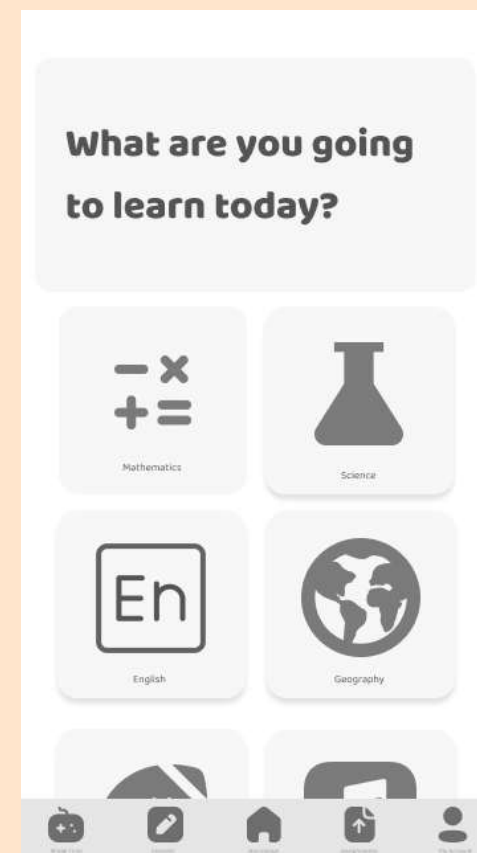 What are you going
to learn today?
Mathematics
Science
En
English
Geography